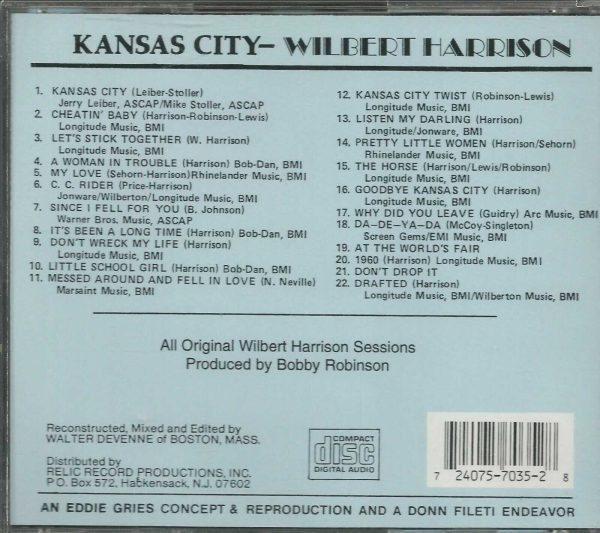 KANSAS CITY– WILBERT HARRISON
1. KANSAS CITY (Leiber-Stoller)
Jerry Leiber, ASCAP/Mike Stoller, ASCAP
2. CHEATIN' BABY (Harrison-Robinson-Lewis)
Longitude Music, BMI
3. LET'S STICK TOGETHER (W. Harrison)
Longitude Music, BMI
4. A WOMAN IN TROUBLE (Harrison) Bob-Dan, BMI
5. MY LOVE (Sehorn-Harrison)Rhinelander Music, BMI
6. C. C. RIDER (Price-Harrison)
Jonware/Wilberton/Longitude Music, BMI
7. SINCE I FELL FOR YOU (B. Johnson)
Warner Bros. Music, ASCAP
8. IT'S BEEN A LONG TIME (Harrison) Bob-Dan, BMI
9. DON'T WRECK MY LIFE (Harrison)
Longitude Music, BMI
10. LITTLE SCHOOL GIRL (Harrison) Bob-Dan, BMI
11. MESSED AROUND AND FELL IN LOVE (N. Neville)
Marsaint Music, BMI
12. KANSAS CITY TWIST (Robinson-Lewis)
Longitude Music, BMI
13. LISTEN MY DARLING (Harrison)
Longitude/Jonware, BMI
14. PRETTY LITTLE WOMEN (Harrison/Sehorn)
Rhinelander Music, BMI
15. THE HORSE (Harrison/Lewis/Robinson)
Longitude Music, BMI
16. GOODBYE KANSAS CITY (Harrison)
Longitude Music, BMI
17. WHY DID YOU LEAVE (Guidry) Arc Music, BMI
18. DA-DE-YA-DA (McCoy-Singleton)
Screen Gems/EMI Music, BMI
19. AT THE WORLD'S FAIR
20. 1960 (Harrison) Longitude Music, BMI
21. DON'T DROP IT
22. DRAFTED (Harrison)
Longitude Music, BMI/Wilberton Music, BMI
All Original Wilbert Harrison Sessions
Produced by Bobby Robinson
Reconstructed, Mixed and Edited by
WALTER DEVENNE of BOSTON, MASS.
Distributed by
RELIC RECORD PRODUCTIONS, INC.
P.O. Box 572, Hackensack, N.J. 07602
COMPACT
disc
DIGITAL AUDIO
7 24075-7035-2 8
AN EDDIE GRIES CONCEPT & REPRODUCTION AND A DONN FILETI ENDEAVOR